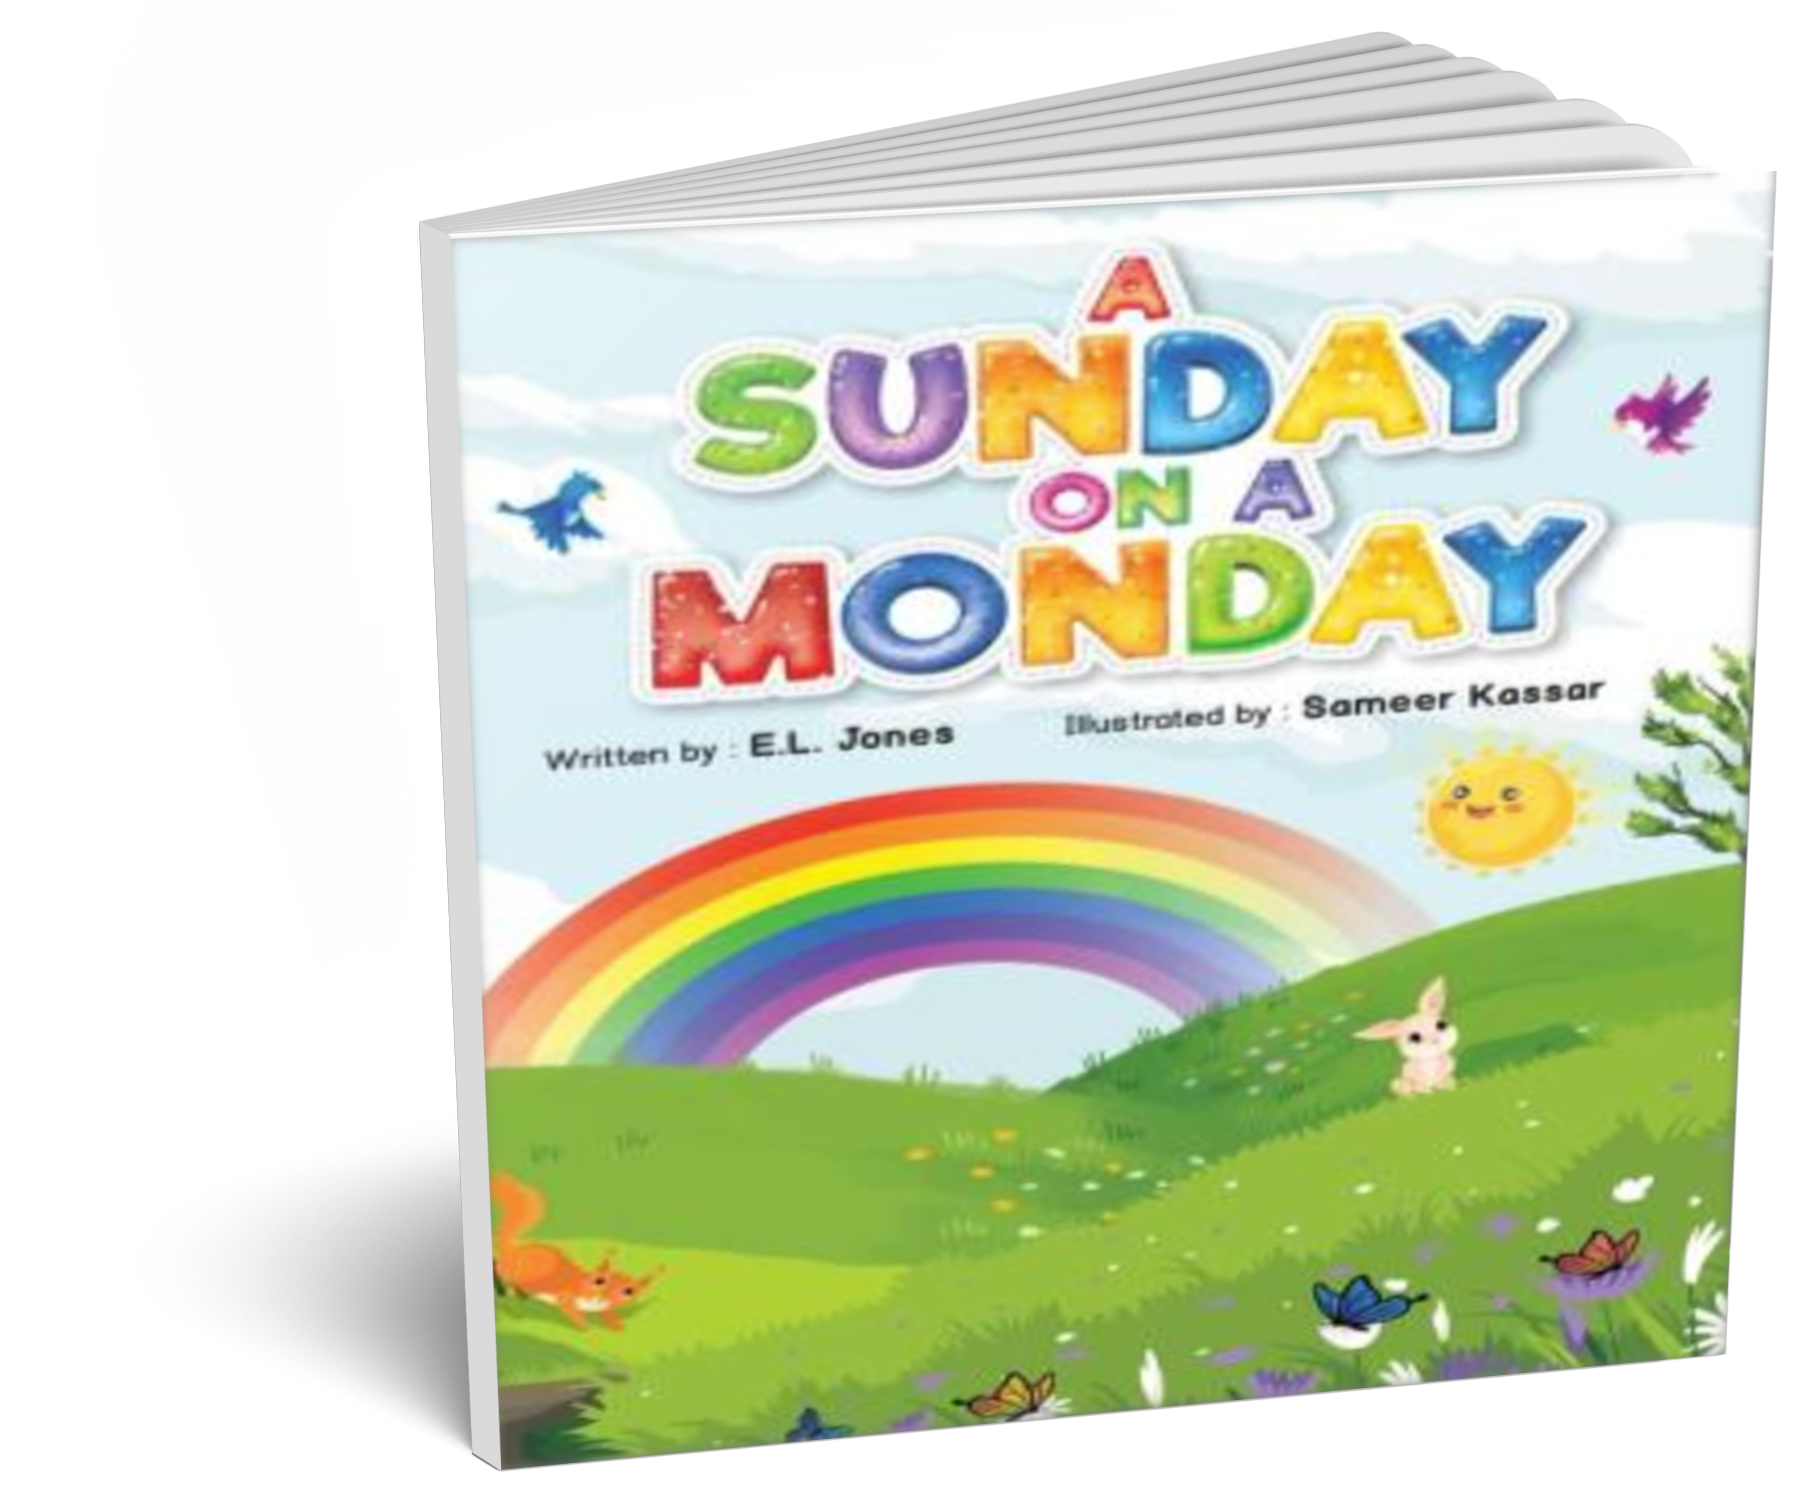 A
SUNDAY
ON A
MONDAY
Written by : E.L. Jones
Illustrated by : Sameer Kassar